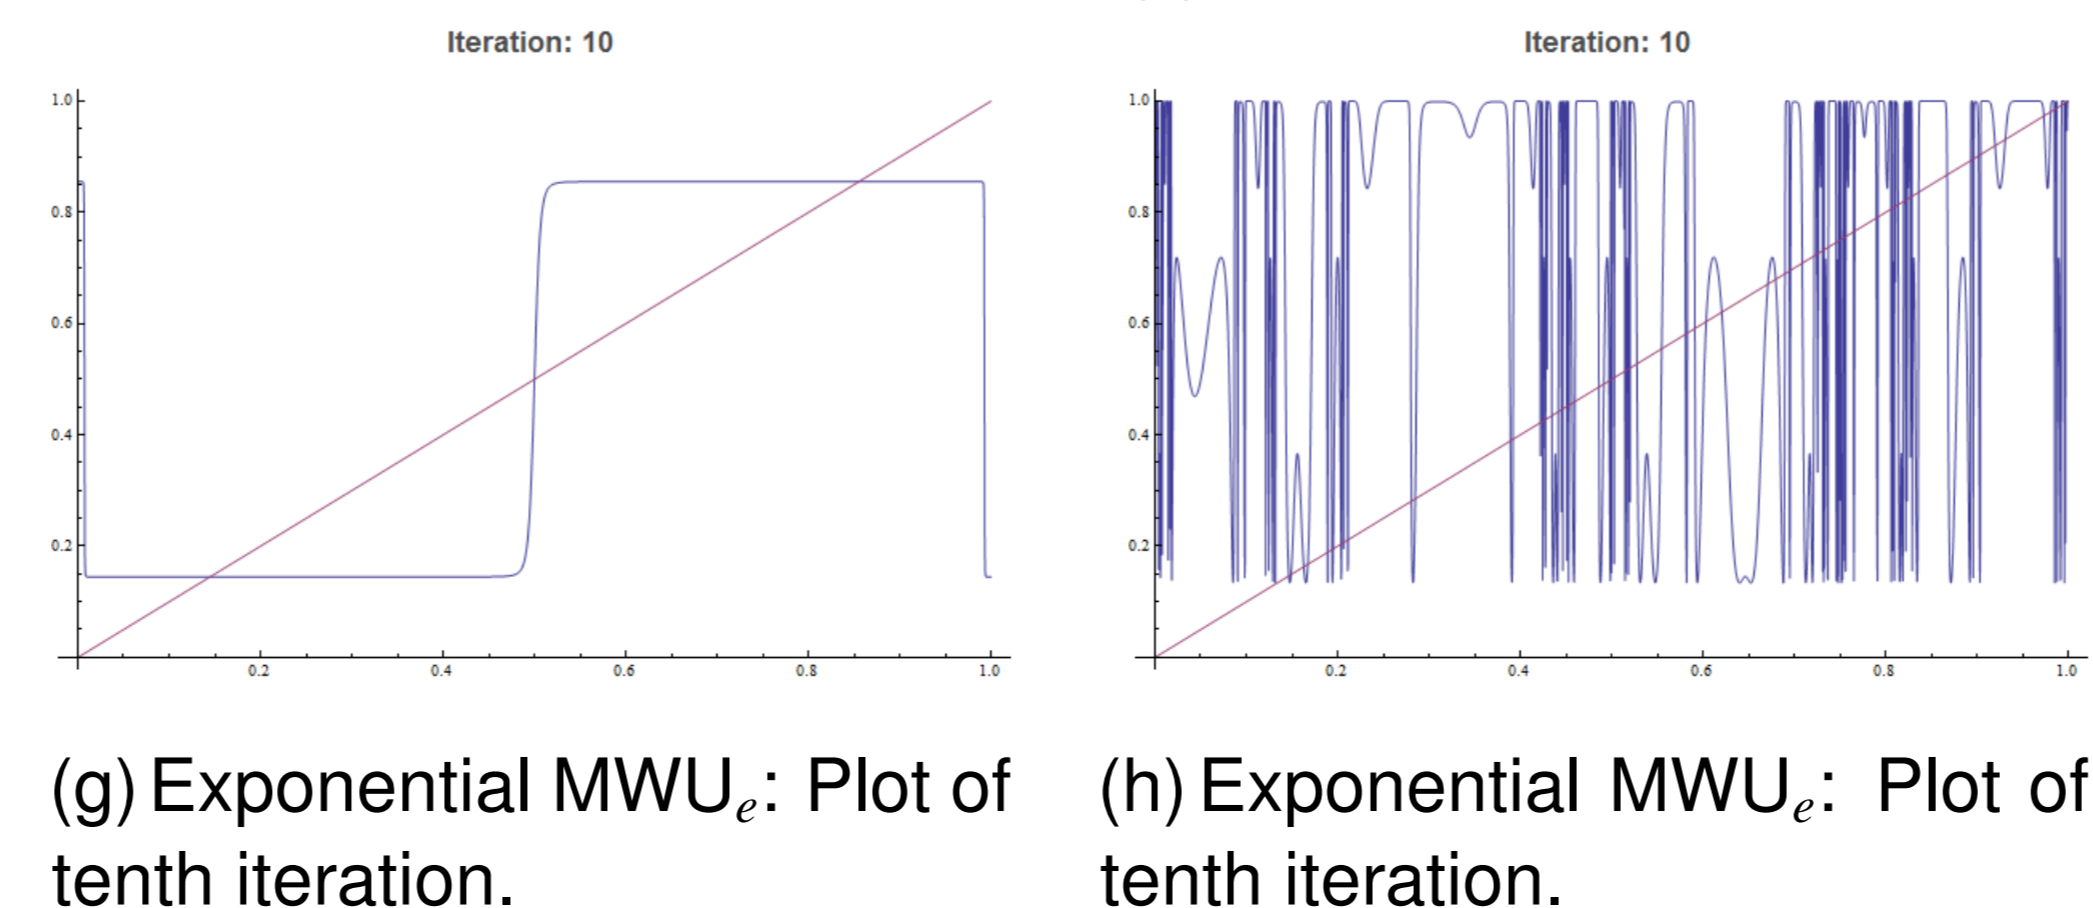 Iteration: 10
1.0
0.8
0.6
0.4
0.2
0.2 0.4 0.6 0.8 1.0
(g) Exponential MWUe: Plot of
tenth iteration.
Iteration: 10
1.0
0.8
0.6
0.4
0.2
0.2 0.4 0.6 0.8 1.0
(h) Exponential MWUe: Plot of
tenth iteration.